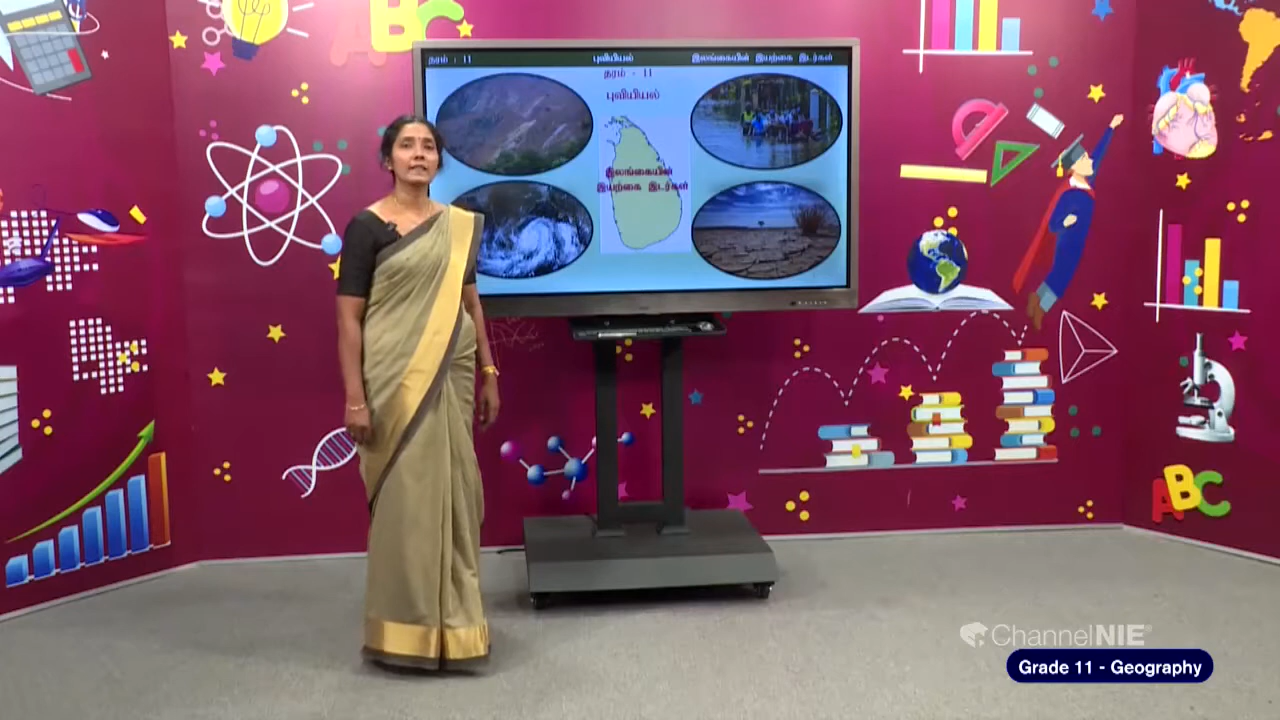 ABC
தரம் - 11 புவியியல் இலங்கையின் இயற்கை இடர்கள்
தரம் - 11
புவியியல்
இலங்கையின்
இயற்கை இடர்கள்
ABC
ChannelNIE
Grade 11 - Geography